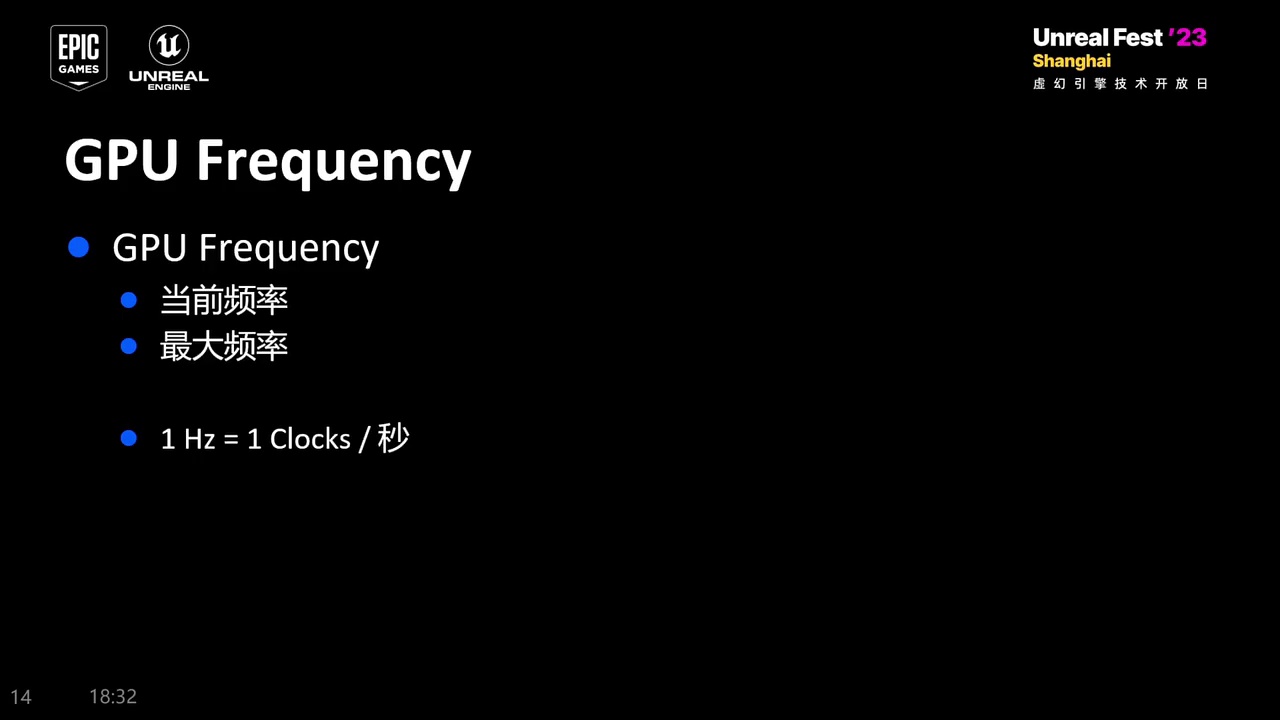 EPIC
GAMES
UNREAL
ENGINE
Unreal Fest '23
Shanghai
虚幻引擎技术开放日
GPU Frequency
GPU Frequency
当前频率
最大频率
1 Hz = 1 Clocks / 秒
14
18:32